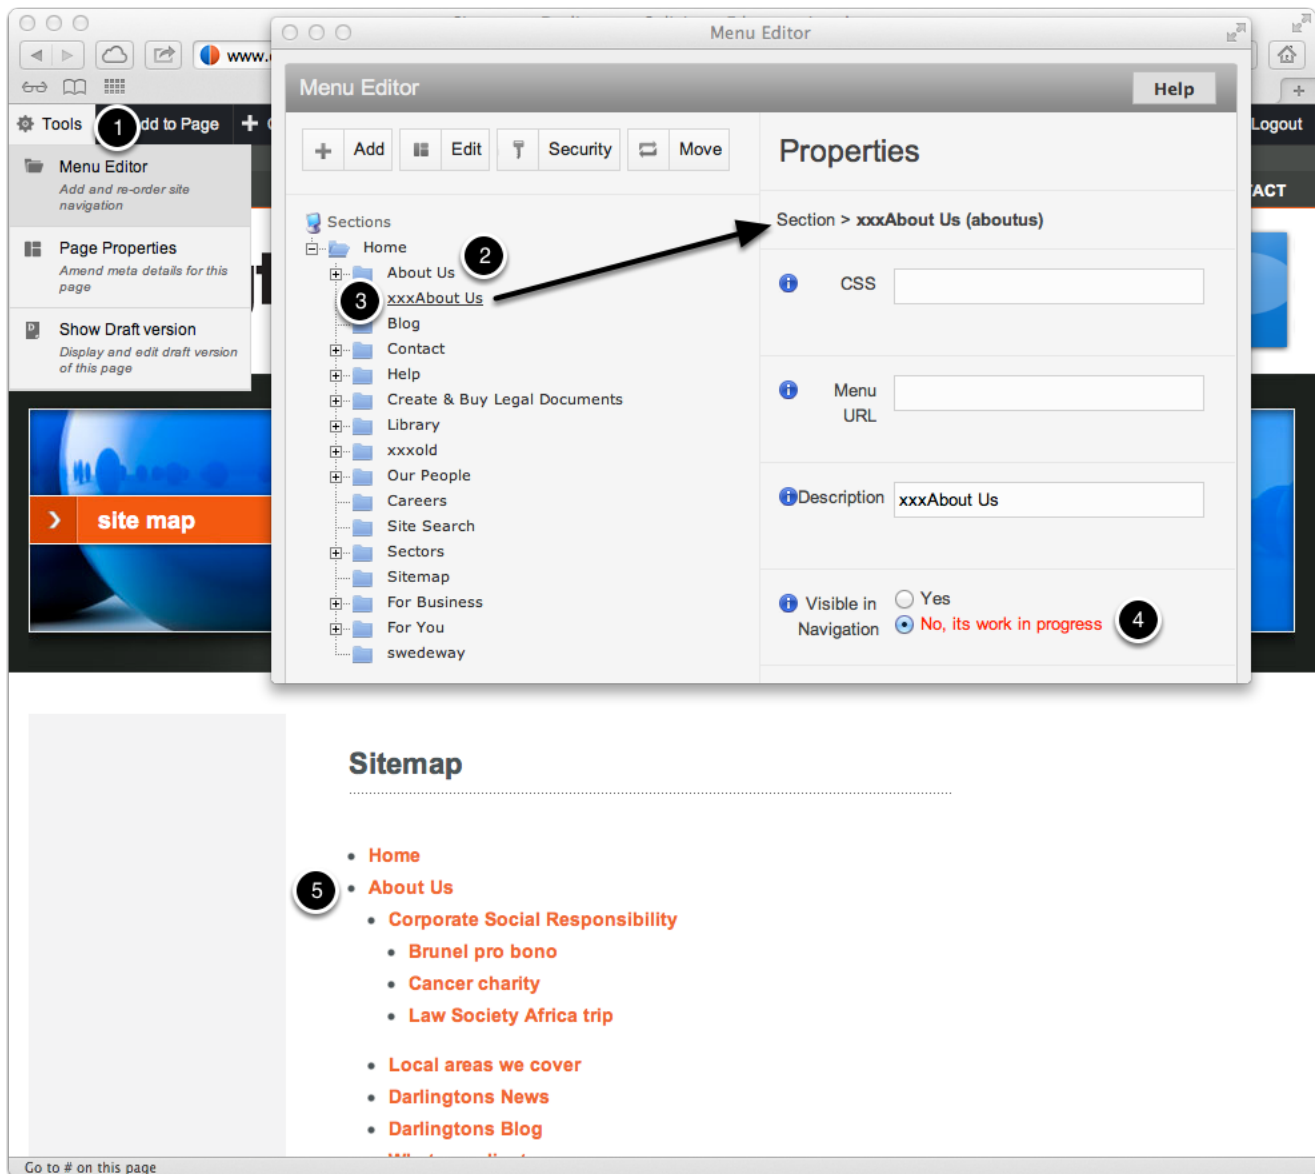 Menu Editor
www.
Menu Editor
Help
Tools
1
dd to Page
Logout
Menu Editor
Add and re-order site
navigation
Page Properties
Amend meta details for this
page
Show Draft version
Display and edit draft version
of this page
ACT
Add
Edit
Security
Move
Properties
Sections
Home
2
About Us
3
xxxAbout Us
Blog
Contact
Help
Create & Buy Legal Documents
Library
xxxold
Our People
Careers
Site Search
Sectors
Sitemap
For Business
For You
swedeway
Section > xxxAbout Us (aboutus)
CSS
Menu
URL
Description
xxxAbout Us
Visible in
Navigation
Yes
No, its work in progress
4
site map
Sitemap
Home
5
About Us
Corporate Social Responsibility
Brunel pro bono
Cancer charity
Law Society Africa trip
Local areas we cover
Darlingtons News
Darlingtons Blog
Go to # on this page